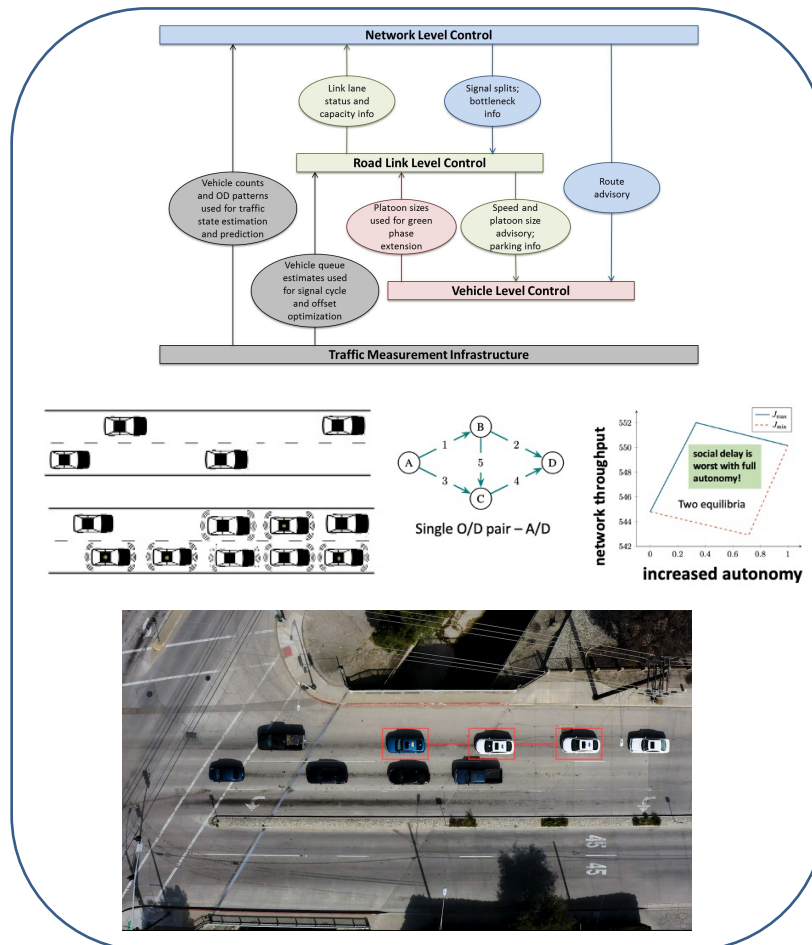 Network Level Control
Link lane
status and
capacity info
Signal splits;
bottleneck
info
Road Link Level Control
Vehicle counts
and OD patterns
used for traffic
state estimation
and prediction
Platoon sizes
used for green
phase
extension
Speed and
platoon size
advisory;
parking info
Route
advisory
Vehicle queue
estimates used
for signal cycle
and offset
optimization
Vehicle Level Control
Traffic Measurement Infrastructure
A
B
C
D
1
2
3
4
5
Single O/D pair – A/D
network throughput
552
550
548
546
544
542
Jmax
Jmin
social delay is
worst with full
autonomy!
Two equilibria
0 0.2 0.4 0.6 0.8 1
increased autonomy
45 45